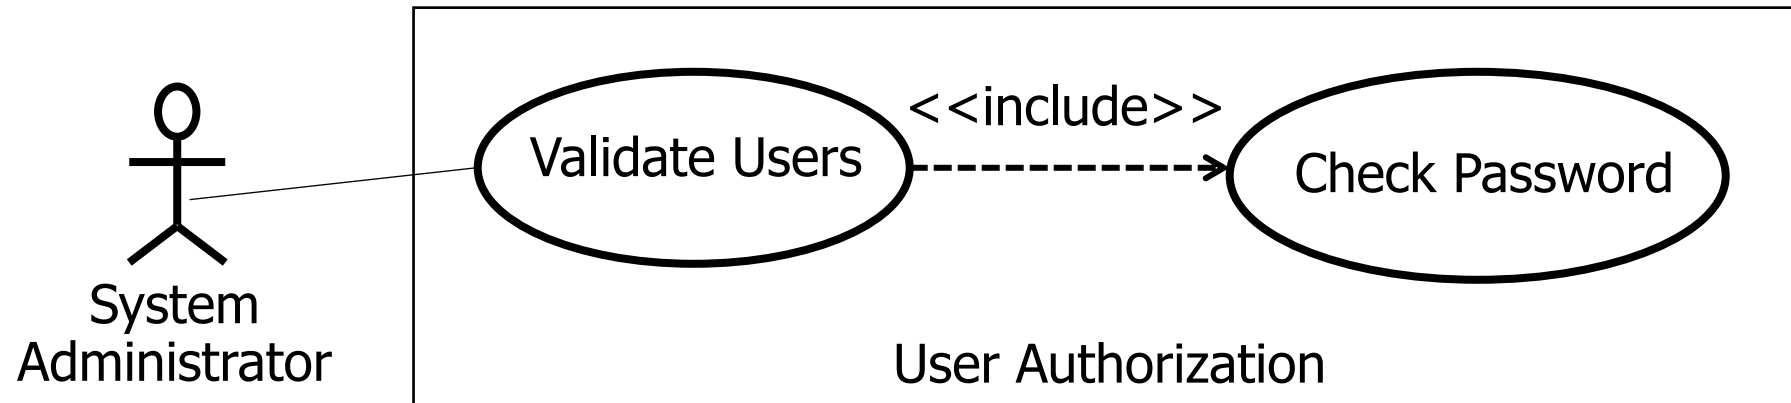 <<include>>
Validate Users
Check Password
System
Administrator
User Authorization